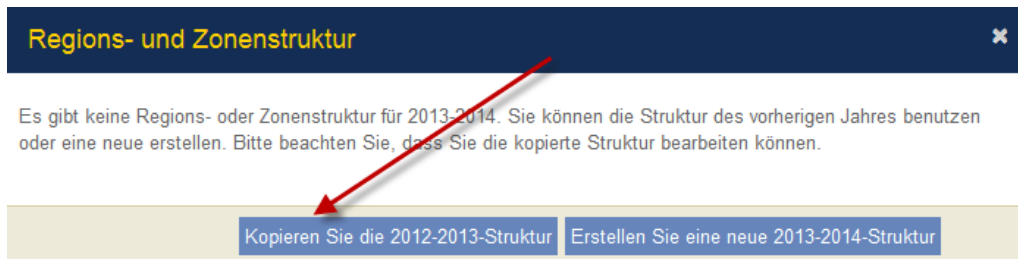 Regions- und Zonenstruktur
Es gibt keine Regions- oder Zonenstruktur für 2013-2014. Sie können die Struktur des vorherigen Jahres benutzen
oder eine neue erstellen. Bitte beachten Sie, dass Sie die kopierte Struktur bearbeiten können.
Kopieren Sie die 2012-2013-Struktur Erstellen Sie eine neue 2013-2014-Struktur